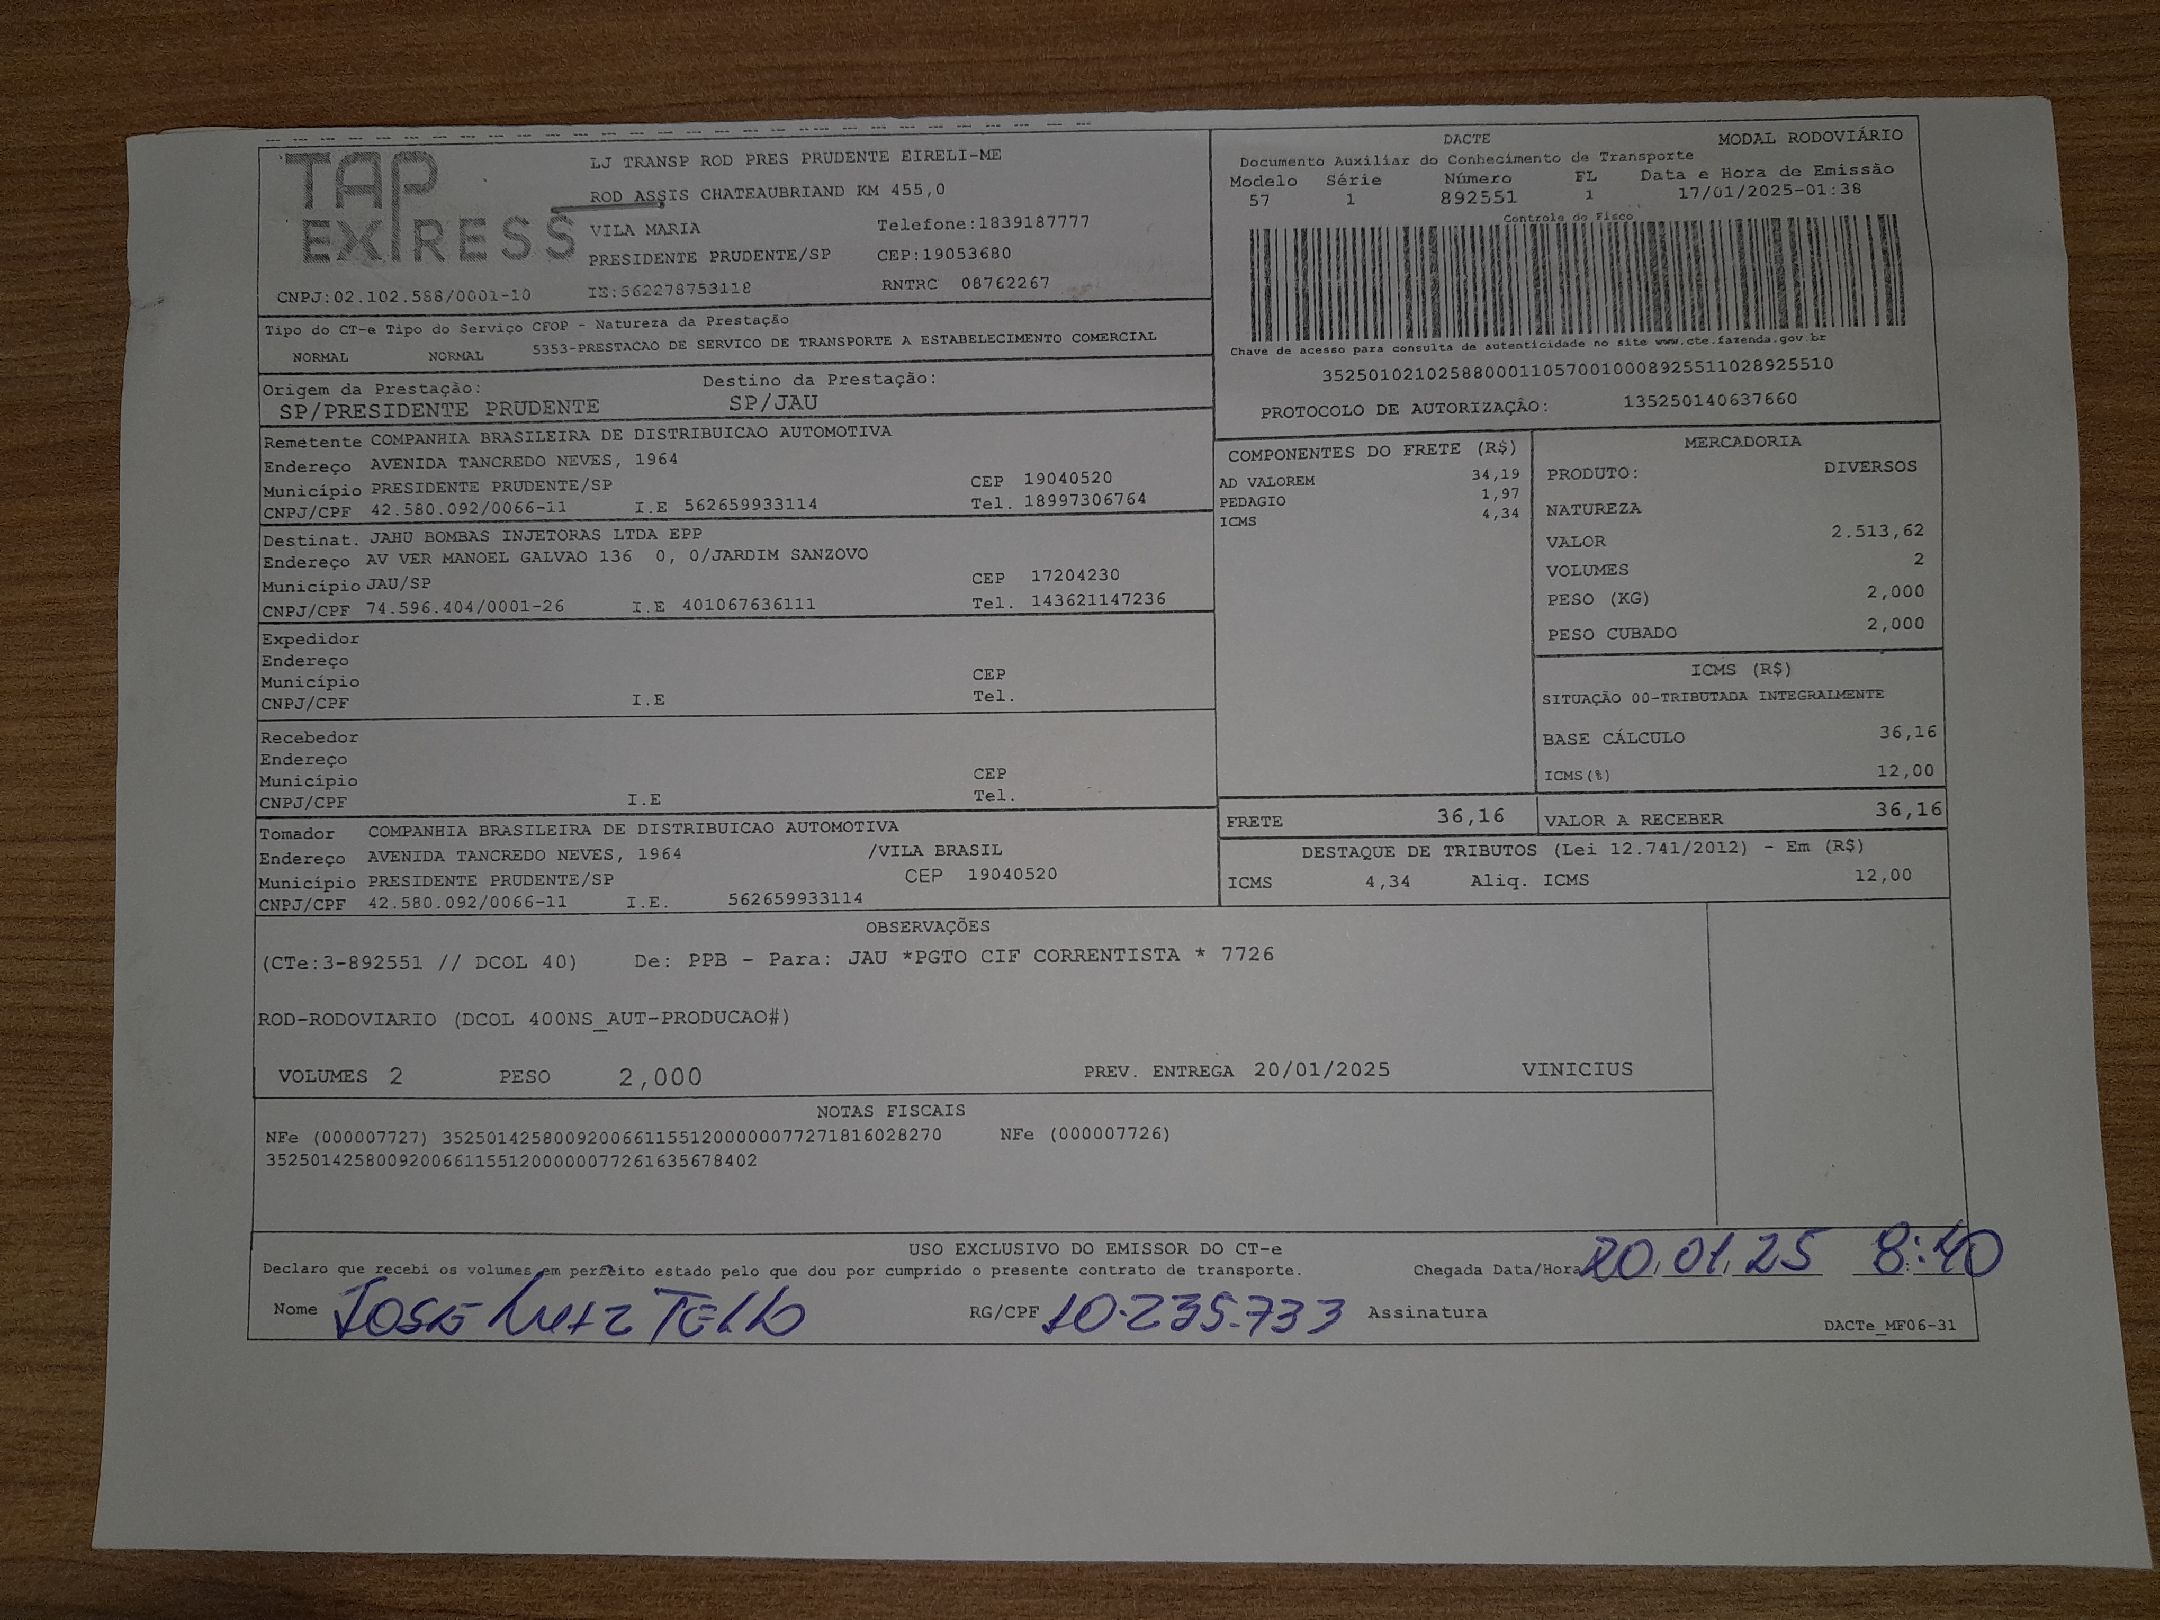 TAP EXPRESS
LJ TRANSP ROD PRES PRUDENTE EIRELI-ME
ROD ASSIS CHATEAUBRIAND KM 455,0
VILA MARIA Telefone:1839187777
PRESIDENTE PRUDENTE/SP CEP:19053680
CNPJ:02.102.588/0001-10 IE:562278753118 RNTRC 08762267
DACTE MODAL RODOVIÁRIO
Documento Auxiliar do Conhecimento de Transporte
Modelo Série Número FL Data e Hora de Emissão
57 1 892551 1 17/01/2025-01:38
Controle do Fisco
Chave de acesso para consulta de autenticidade no site www.cte.fazenda.gov.br
35250102102588000110570010008925511028925510
PROTOCOLO DE AUTORIZAÇÃO: 135250140637660
Tipo do CT-e Tipo do Serviço CFOP - Natureza da Prestação
NORMAL NORMAL 5353-PRESTACAO DE SERVICO DE TRANSPORTE A ESTABELECIMENTO COMERCIAL
Origem da Prestação: Destino da Prestação:
SP/PRESIDENTE PRUDENTE SP/JAU
Remetente COMPANHIA BRASILEIRA DE DISTRIBUICAO AUTOMOTIVA
Endereço AVENIDA TANCREDO NEVES, 1964
Município PRESIDENTE PRUDENTE/SP CEP 19040520
CNPJ/CPF 42.580.092/0066-11 I.E 562659933114 Tel. 18997306764
Destinat. JAHU BOMBAS INJETORAS LTDA EPP
Endereço AV VER MANOEL GALVAO 136 0, 0/JARDIM SANZOVO
Município JAU/SP CEP 17204230
CNPJ/CPF 74.596.404/0001-26 I.E 401067636111 Tel. 143621147236
Expedidor
Endereço
Município CEP
CNPJ/CPF I.E Tel.
Recebedor
Endereço
Município CEP
CNPJ/CPF I.E Tel.
Tomador COMPANHIA BRASILEIRA DE DISTRIBUICAO AUTOMOTIVA
Endereço AVENIDA TANCREDO NEVES, 1964 /VILA BRASIL
Município PRESIDENTE PRUDENTE/SP CEP 19040520
CNPJ/CPF 42.580.092/0066-11 I.E. 562659933114
COMPONENTES DO FRETE (R$)
AD VALOREM 34,19
PEDAGIO 1,97
ICMS 4,34
FRETE 36,16
MERCADORIA
PRODUTO: DIVERSOS
NATUREZA
VALOR 2.513,62
VOLUMES 2
PESO (KG) 2,000
PESO CUBADO 2,000
ICMS (R$)
SITUAÇÃO 00-TRIBUTADA INTEGRALMENTE
BASE CÁLCULO 36,16
ICMS(%) 12,00
VALOR A RECEBER 36,16
DESTAQUE DE TRIBUTOS (Lei 12.741/2012) - Em (R$)
ICMS 4,34 Aliq. ICMS 12,00
OBSERVAÇÕES
(CTe:3-892551 // DCOL 40) De: PPB - Para: JAU *PGTO CIF CORRENTISTA * 7726
ROD-RODOVIARIO (DCOL 400NS_AUT-PRODUCAO#)
VOLUMES 2 PESO 2,000 PREV. ENTREGA 20/01/2025 VINICIUS
NOTAS FISCAIS
NFe (000007727) 35250142580092006611551200000077271816028270 NFe (000007726)
35250142580092006611551200000077261635678402
USO EXCLUSIVO DO EMISSOR DO CT-e
Declaro que recebi os volumes em perfeito estado pelo que dou por cumprido o presente contrato de transporte. Chegada Data/Hora 20.01.25 8:40
Nome JOSE LUIZ TELLO RG/CPF 10.235.733 Assinatura
DACTe_MF06-31